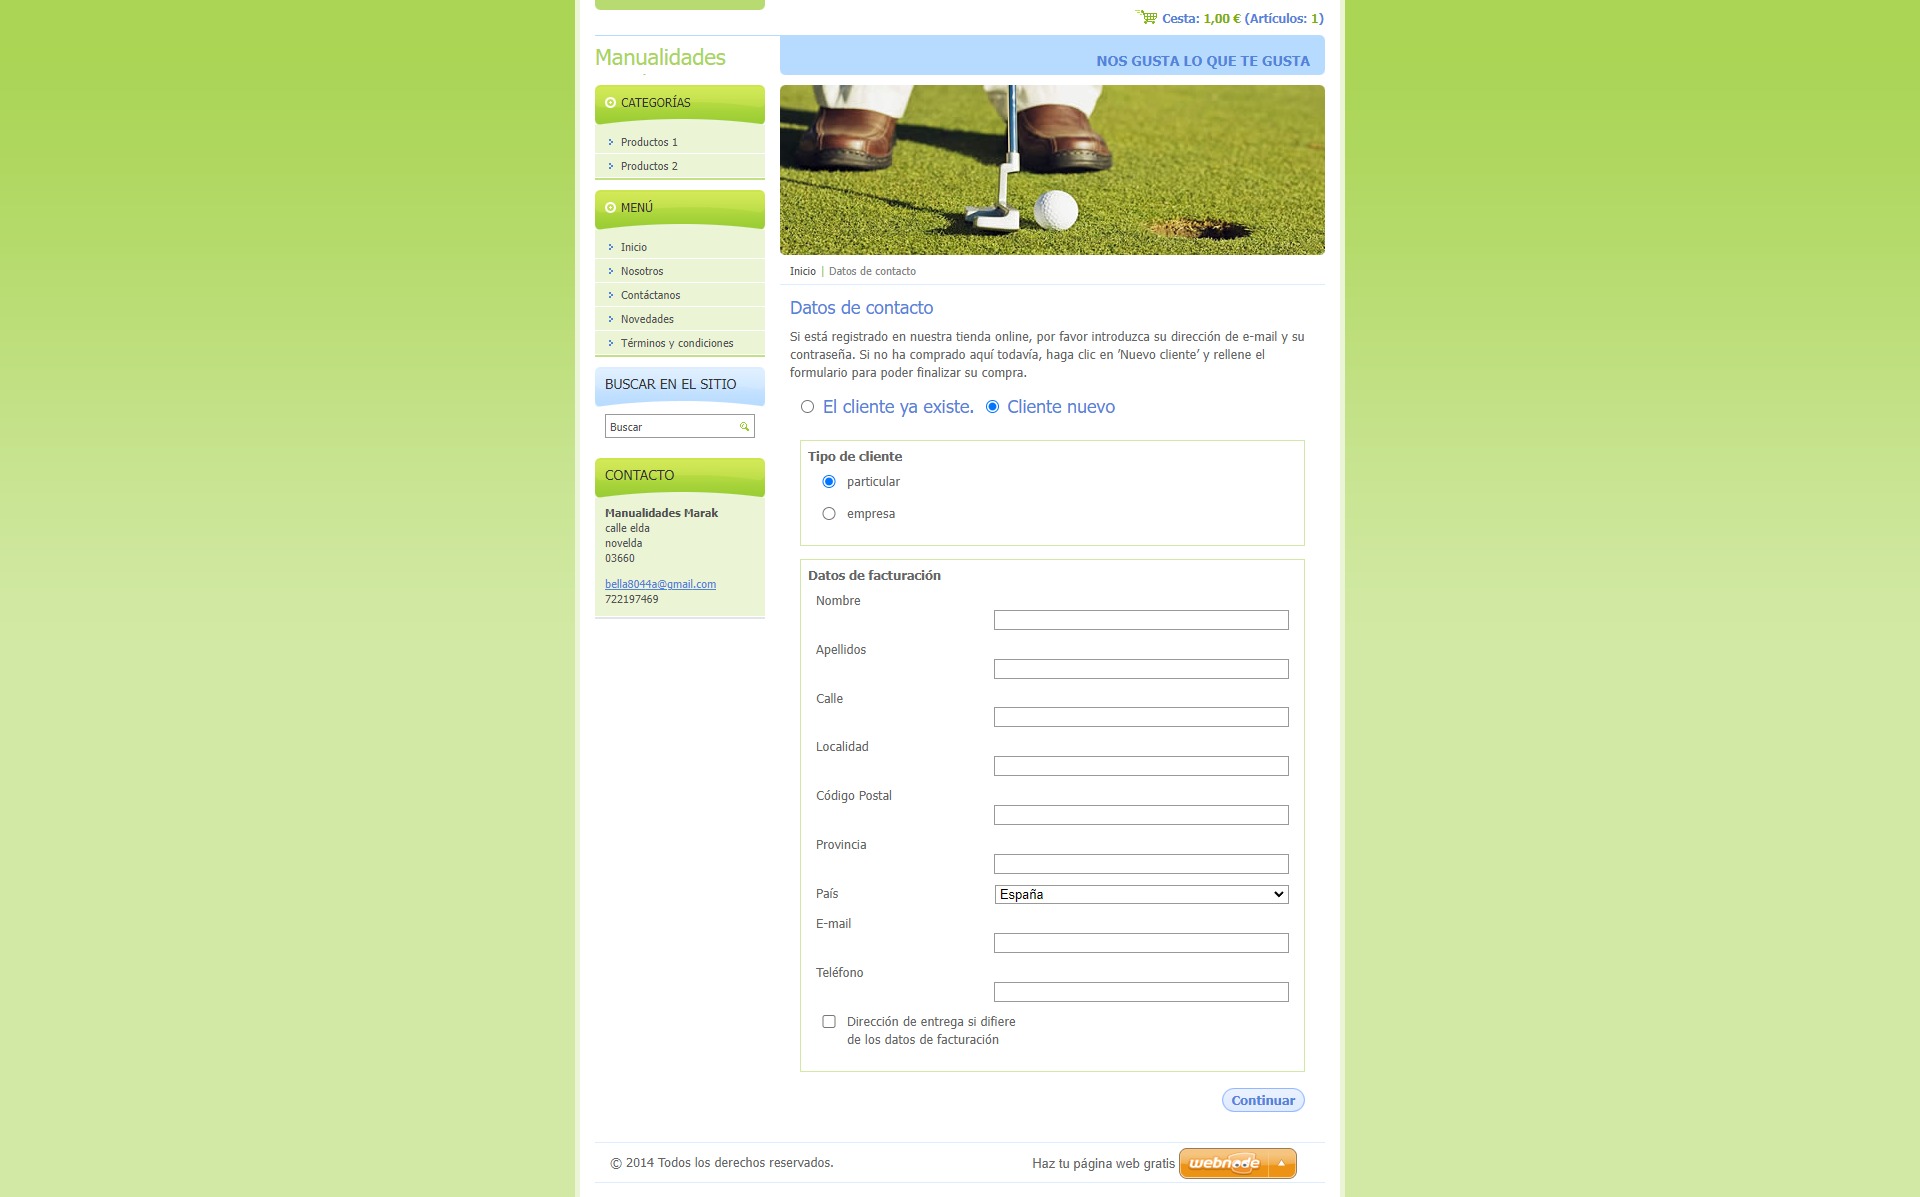 Cesta: 1,00 € (Artículos: 1)
Manualidades
NOS GUSTA LO QUE TE GUSTA
CATEGORÍAS
Productos 1
Productos 2
MENÚ
Inicio
Nosotros
Contáctanos
Novedades
Términos y condiciones
BUSCAR EN EL SITIO
Buscar
CONTACTO
Manualidades Marak
calle elda
novelda
03660
bella8044a@gmail.com
722197469
Inicio | Datos de contacto
Datos de contacto
Si está registrado en nuestra tienda online, por favor introduzca su dirección de e-mail y su
contraseña. Si no ha comprado aquí todavía, haga clic en ’Nuevo cliente’ y rellene el
formulario para poder finalizar su compra.
El cliente ya existe. Cliente nuevo
Tipo de cliente
particular
empresa
Datos de facturación
Nombre
Apellidos
Calle
Localidad
Código Postal
Provincia
País España
E-mail
Teléfono
Dirección de entrega si difiere
de los datos de facturación
Continuar
© 2014 Todos los derechos reservados.
Haz tu página web gratis webnode